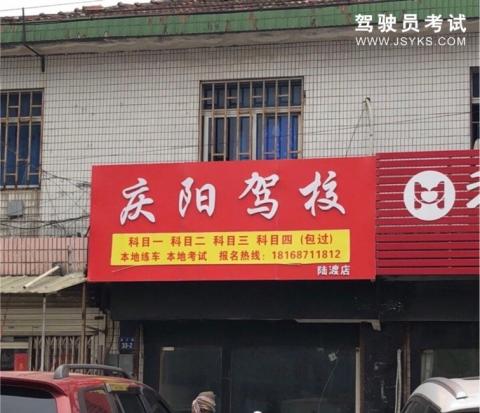 驾驶员考试
WWW.JSYKS.COM
庆阳驾校
科目一 科目二 科目三 科目四 (包过)
本地练车 本地考试 报名热线: 18168711812
陆渡店